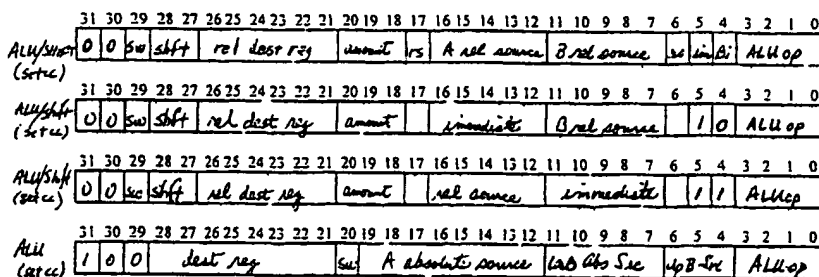 31 30 29 28 27 26 25 24 23 22 21 20 19 18 17 16 15 14 13 12 11 10 9 8 7 6 5 4 3 2 1 0
ALU/Shift 0 0 sw shft rel dest reg amount rs A rel source B rel source im Bi ALU op
(setcc)
31 30 29 28 27 26 25 24 23 22 21 20 19 18 17 16 15 14 13 12 11 10 9 8 7 6 5 4 3 2 1 0
ALU/Shft 0 0 sw shft rel dest reg amount immediate B rel source 1 0 ALU op
(setcc)
31 30 29 28 27 26 25 24 23 22 21 20 19 18 17 16 15 14 13 12 11 10 9 8 7 6 5 4 3 2 1 0
ALU/Shft 0 0 sc shft rel dest reg amount rel source immediate 1 1 ALU op
(setcc)
31 30 29 28 27 26 25 24 23 22 21 20 19 18 17 16 15 14 13 12 11 10 9 8 7 6 5 4 3 2 1 0
ALU 1 0 0 dest reg A absolute source Abs Src B Src ALU op
(setcc)